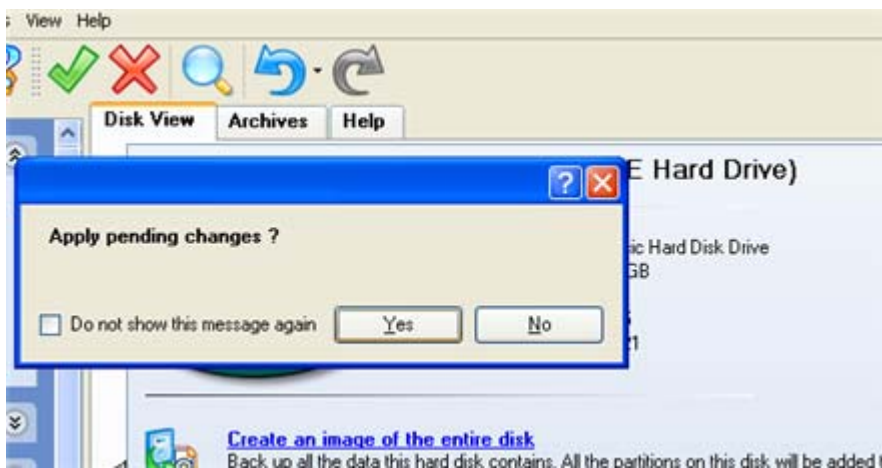 View Help
Disk View Archives Help
E Hard Drive)
Apply pending changes ?
ic Hard Disk Drive
GB
Do not show this message again Yes No
Create an image of the entire disk
Back up all the data this hard disk contains. All the partitions on this disk will be added